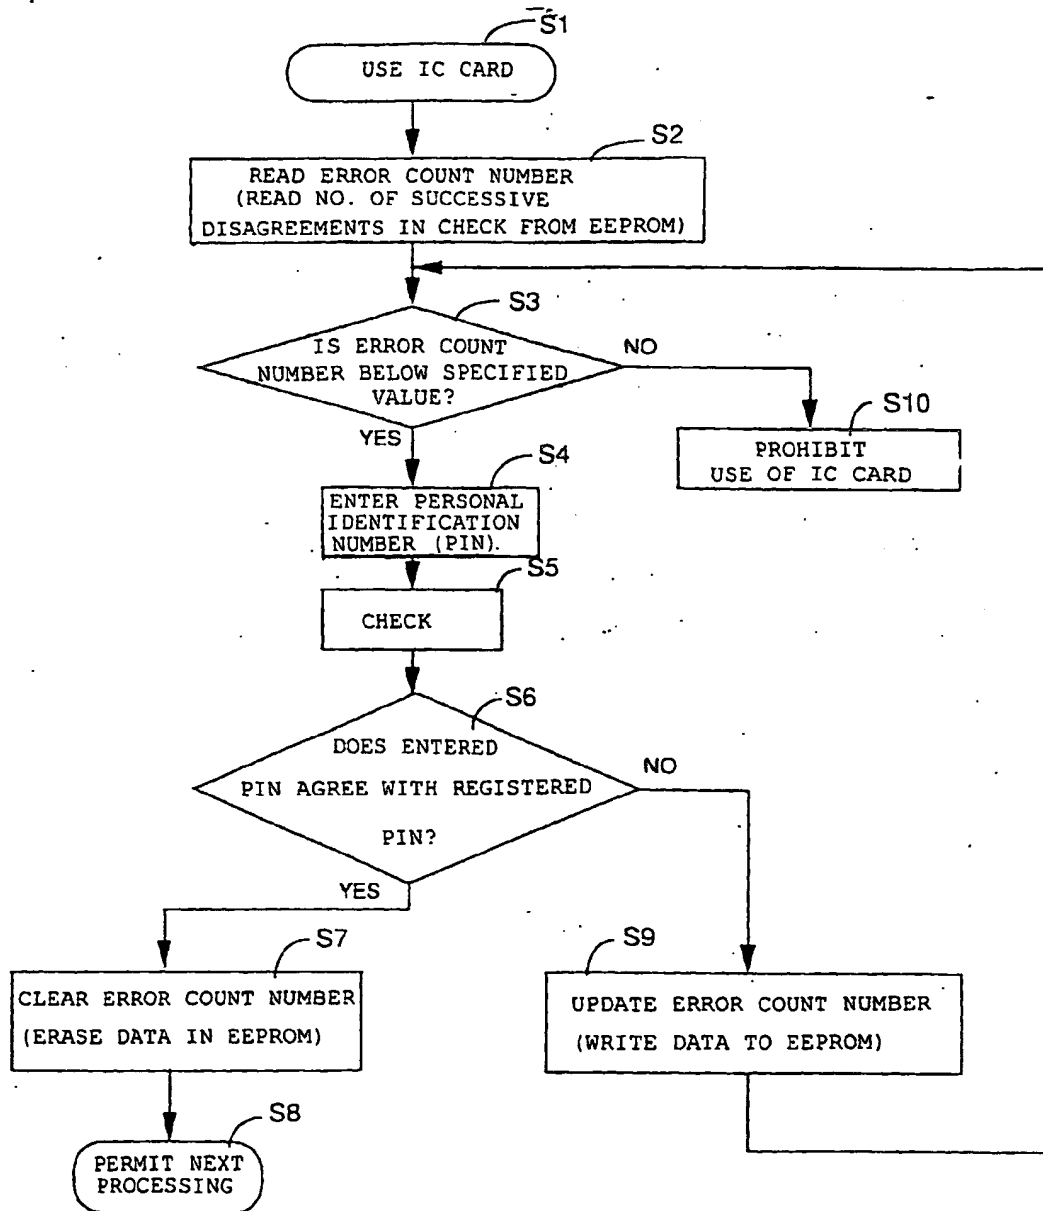 S1
USE IC CARD
S2
READ ERROR COUNT NUMBER
(READ NO. OF SUCCESSIVE
DISAGREEMENTS IN CHECK FROM EEPROM)
S3
IS ERROR COUNT
NUMBER BELOW SPECIFIED
VALUE?
NO
YES
S10
PROHIBIT
USE OF IC CARD
S4
ENTER PERSONAL
IDENTIFICATION
NUMBER (PIN).
S5
CHECK
S6
DOES ENTERED
PIN AGREE WITH REGISTERED
PIN?
NO
YES
S7
CLEAR ERROR COUNT NUMBER
(ERASE DATA IN EEPROM)
S9
UPDATE ERROR COUNT NUMBER
(WRITE DATA TO EEPROM)
S8
PERMIT NEXT
PROCESSING